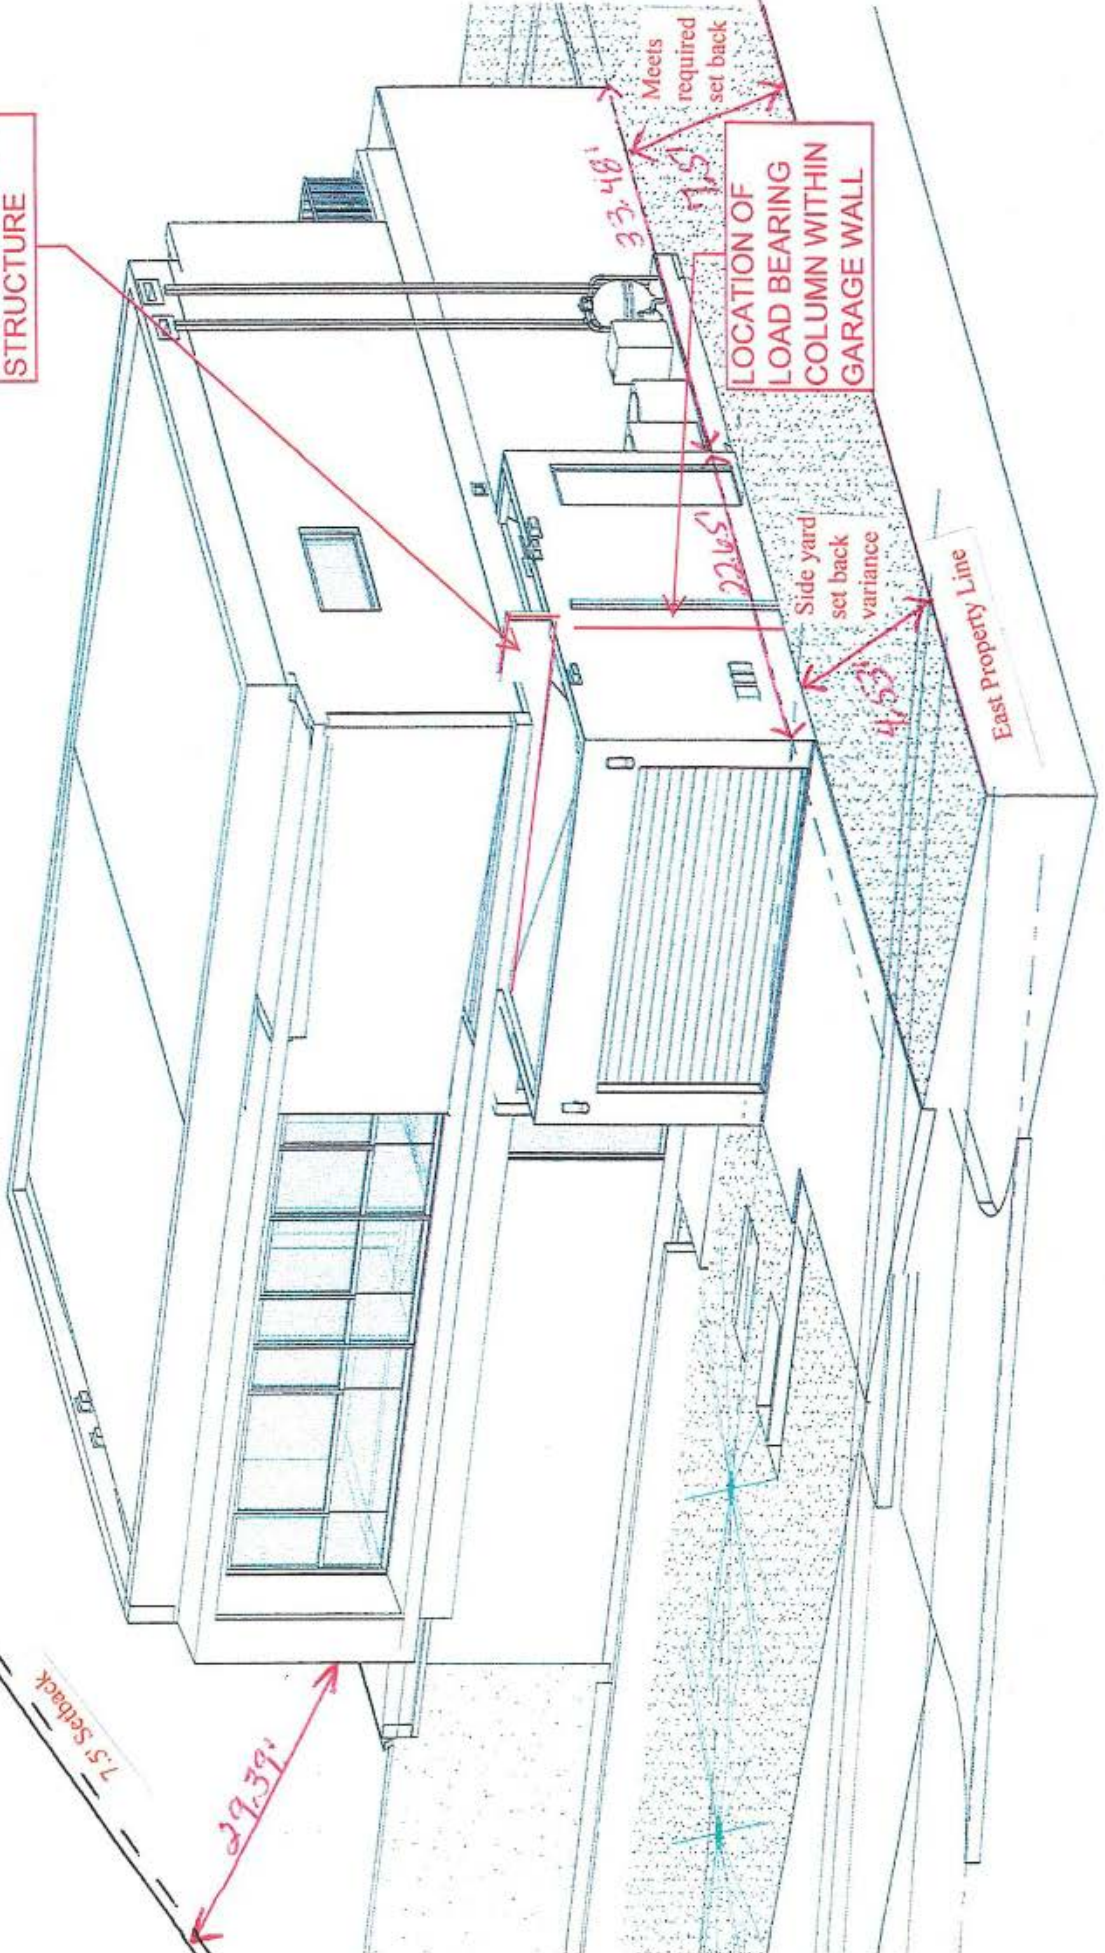 STRUCTURE
33.48'
Meets
required
set back
7.5'
LOCATION OF
LOAD BEARING
COLUMN WITHIN
GARAGE WALL
22.65'
Side yard
set back
variance
4.53'
East Property Line
7.5' Setback
29.39'